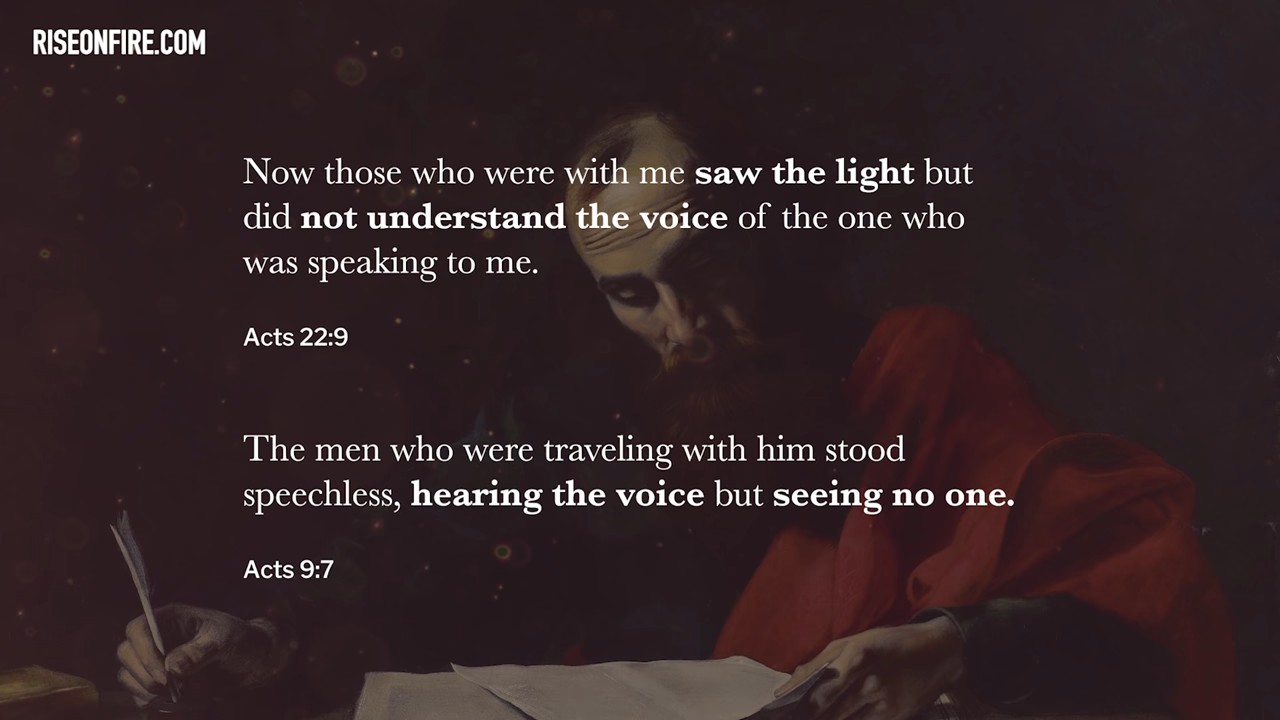 RISEONFIRE.COM
Now those who were with me saw the light but
did not understand the voice of the one who
was speaking to me.
Acts 22:9
The men who were traveling with him stood
speechless, hearing the voice but seeing no one.
Acts 9:7